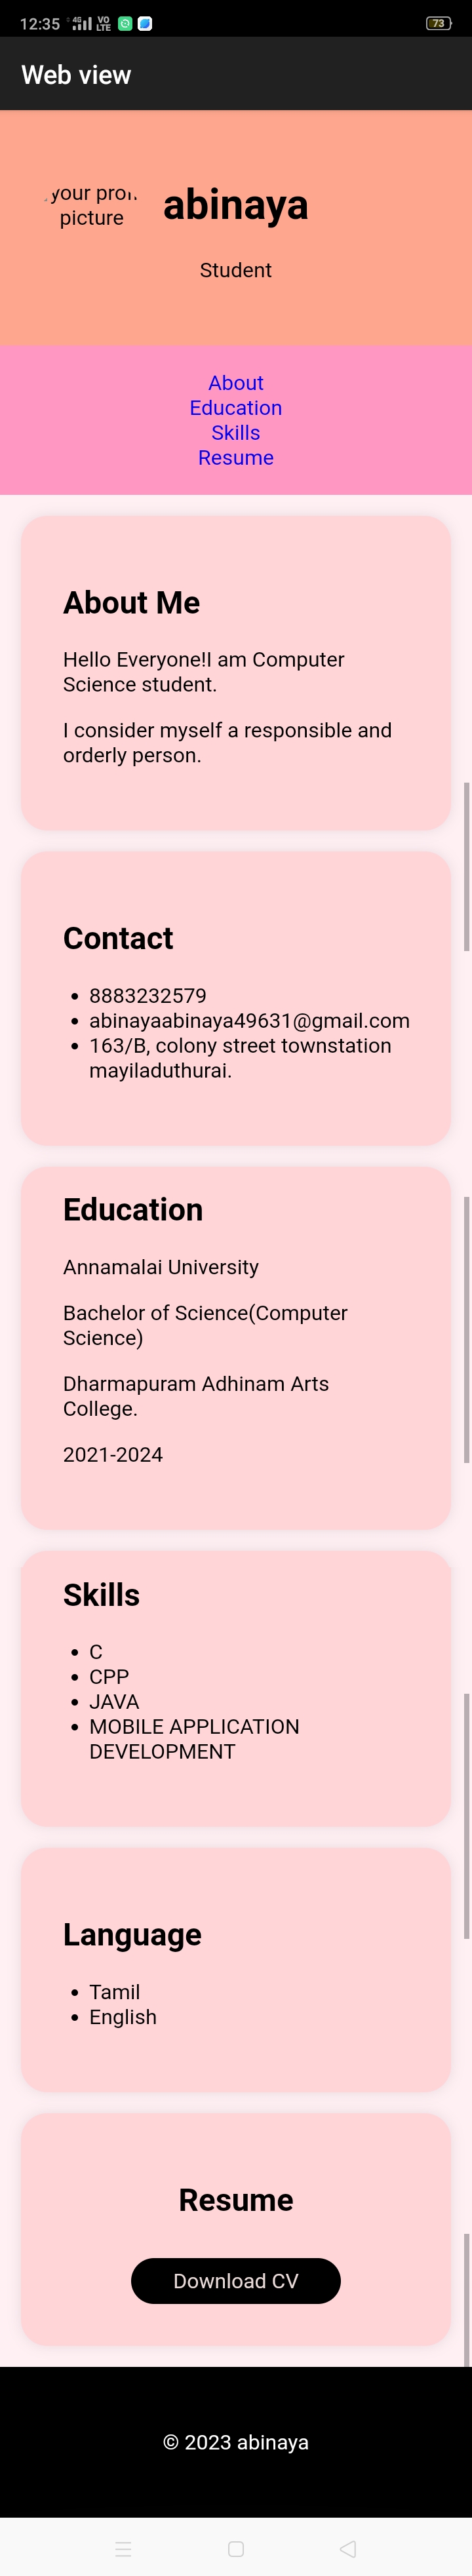 12:35 4G VO LTE 73
Web view
your prof
picture
abinaya
Student
About
Education
Skills
Resume
About Me
Hello Everyone!I am Computer
Science student.
I consider myself a responsible and
orderly person.
Contact
• 8883232579
• abinayaabinaya49631@gmail.com
• 163/B, colony street townstation
mayiladuthurai.
Education
Annamalai University
Bachelor of Science(Computer
Science)
Dharmapuram Adhinam Arts
College.
2021-2024
Skills
• C
• CPP
• JAVA
• MOBILE APPLICATION
DEVELOPMENT
Language
• Tamil
• English
Resume
Download CV
© 2023 abinaya